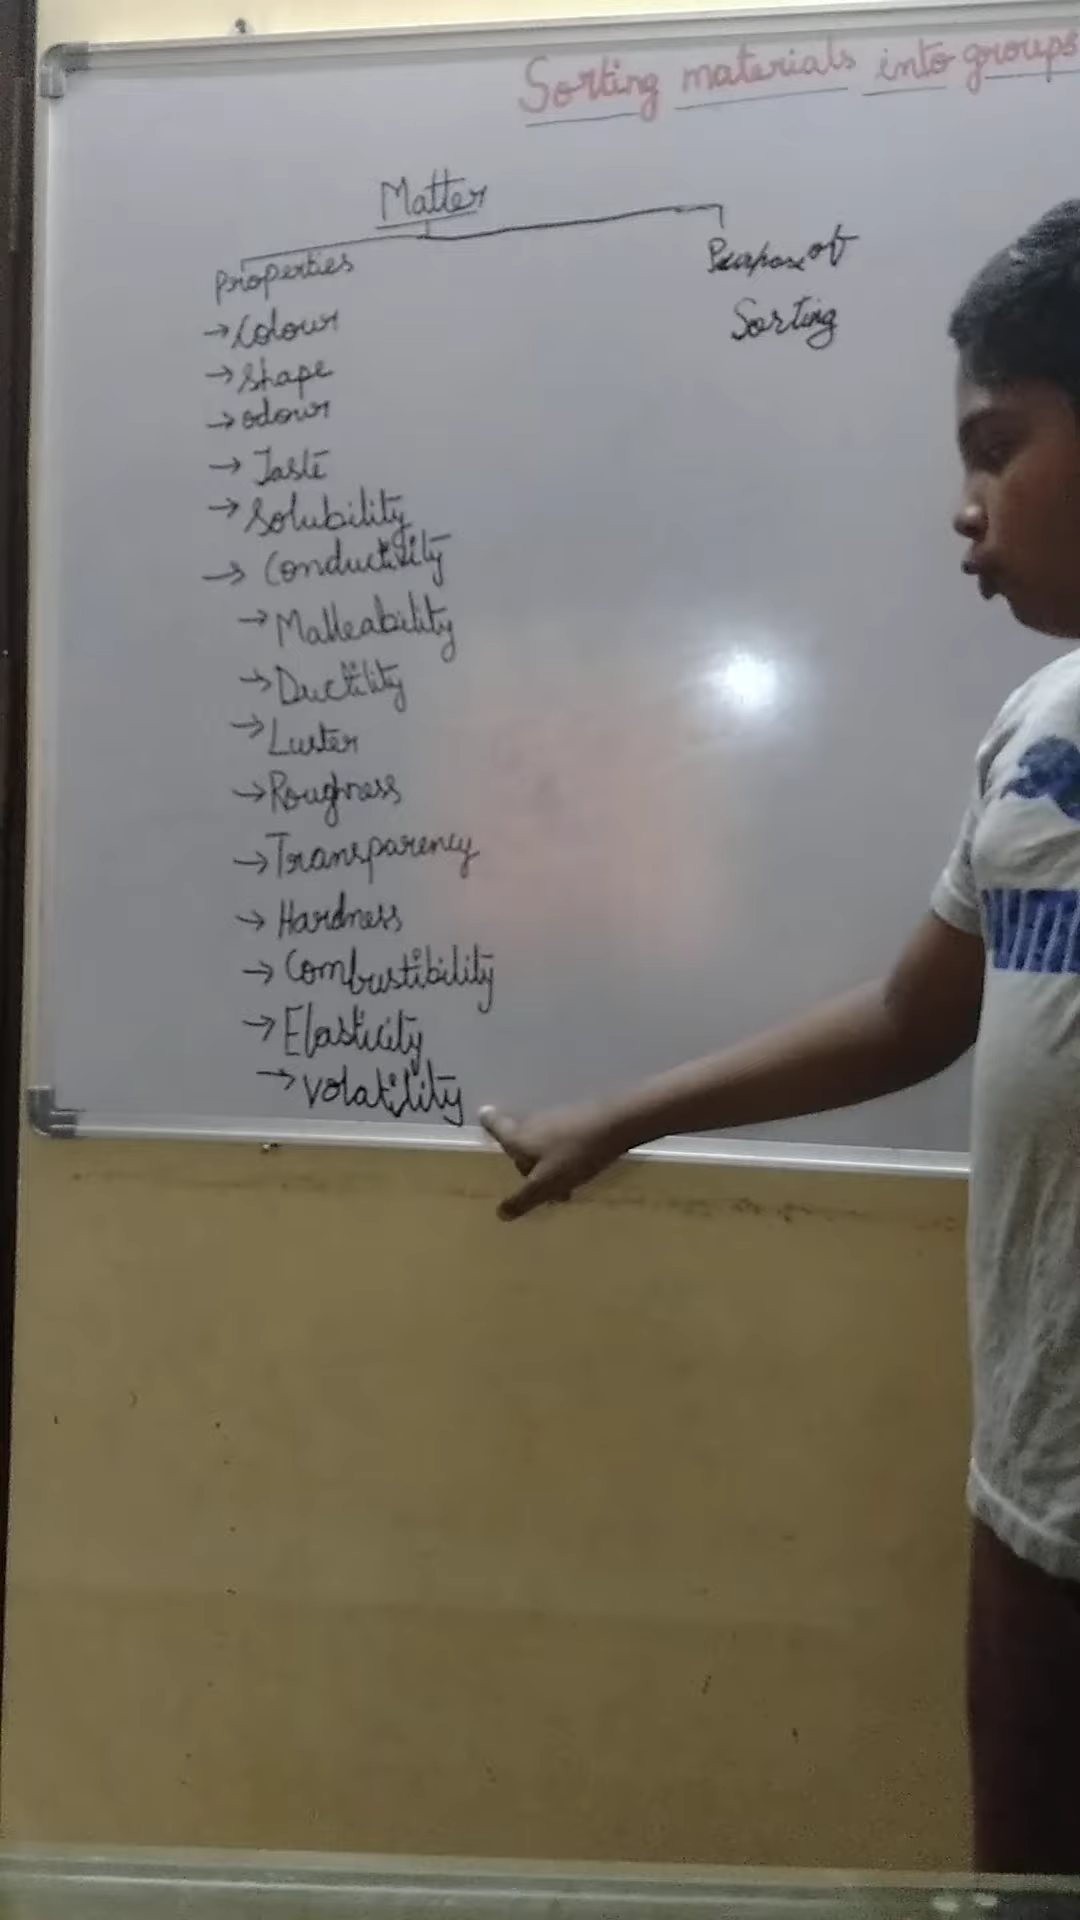 Sorting materials into groups
Matter
Properties
→ Colour
→ Shape
→ odour
→ Taste
→ Solubility
→ Conductivity
→ Malleability
→ Ductility
→ Luster
→ Roughness
→ Transparency
→ Hardness
→ Combustibility
→ Elasticity
→ Volatility
Purpose of
Sorting